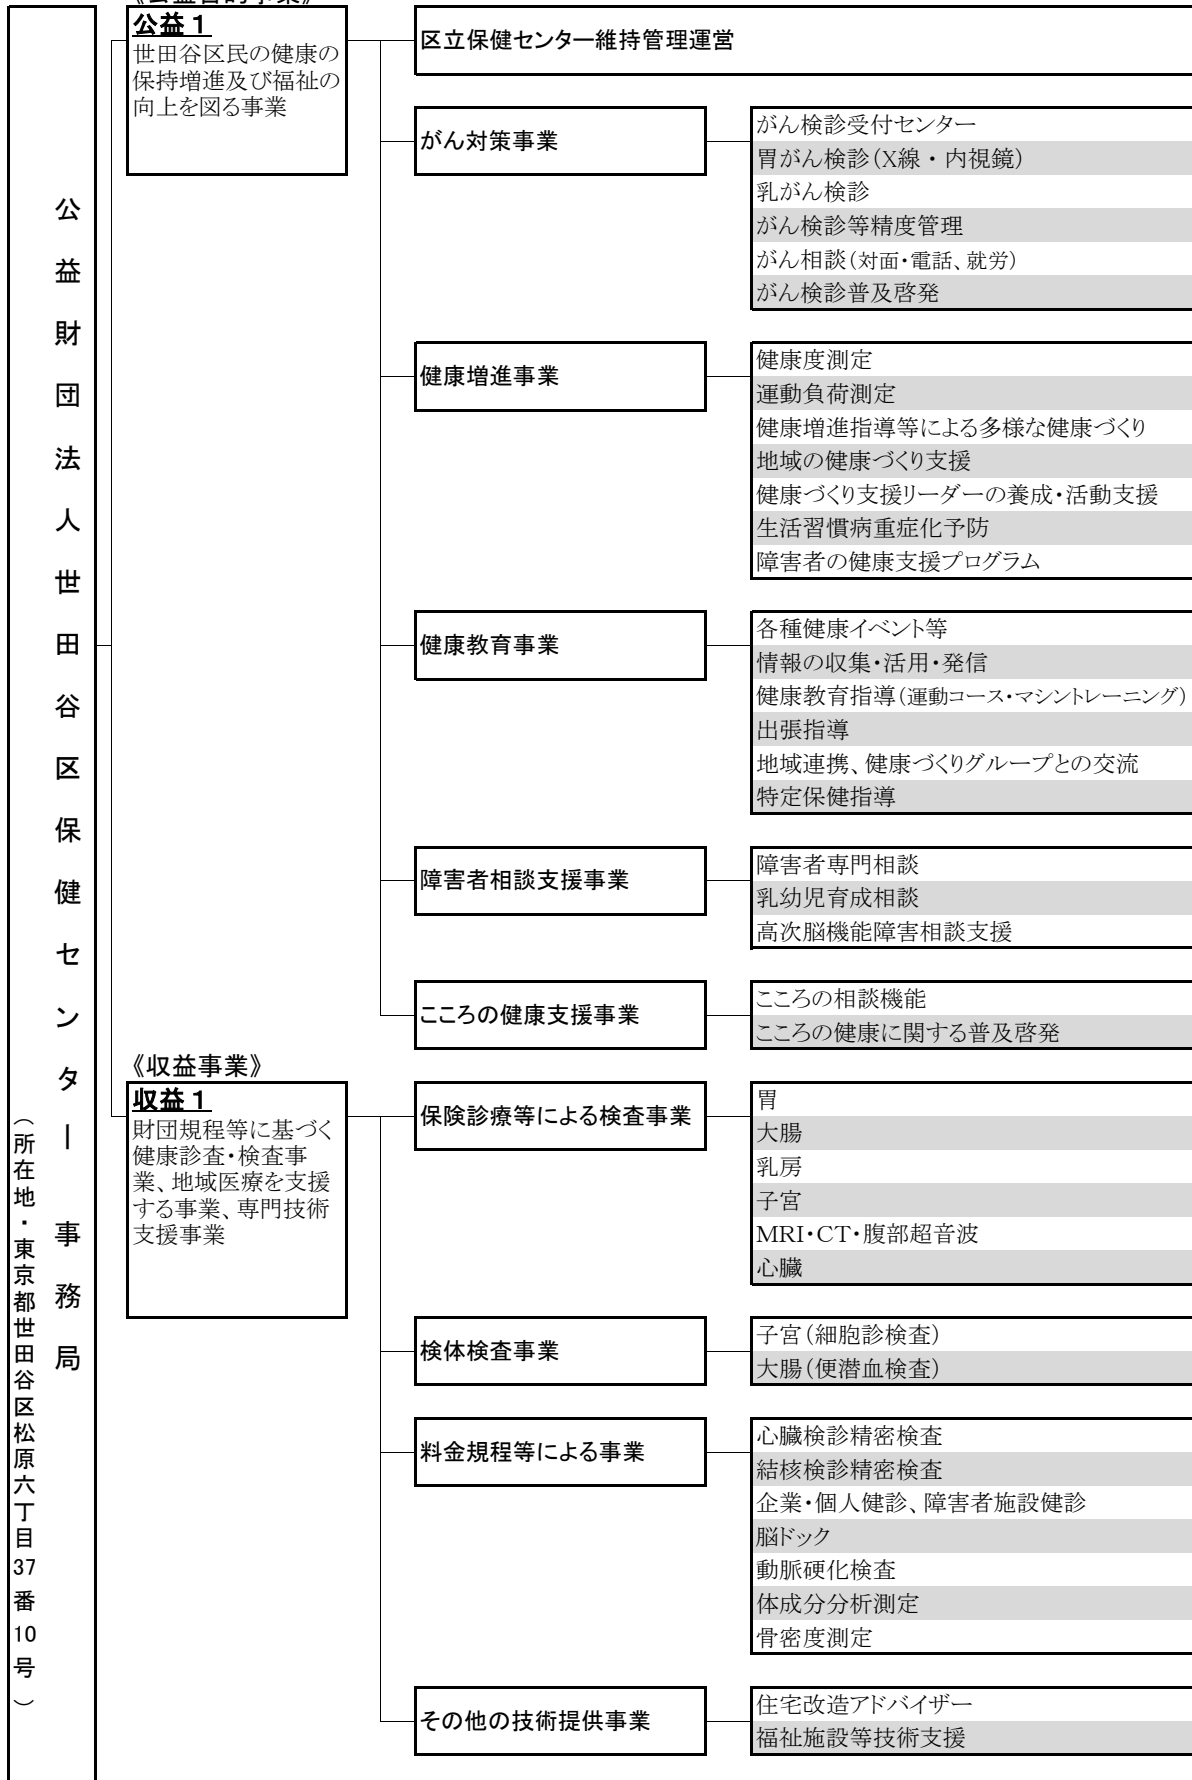 公益財団法人世田谷区保健センター 事務局
（所在地・東京都世田谷区松原六丁目37番10号）
《公益目的事業》
公益１
世田谷区民の健康の
保持増進及び福祉の
向上を図る事業
区立保健センター維持管理運営
がん対策事業
がん検診受付センター
胃がん検診（X線・内視鏡）
乳がん検診
がん検診等精度管理
がん相談（対面・電話、就労）
がん検診普及啓発
健康増進事業
健康度測定
運動負荷測定
健康増進指導等による多様な健康づくり
地域の健康づくり支援
健康づくり支援リーダーの養成・活動支援
生活習慣病重症化予防
障害者の健康支援プログラム
健康教育事業
各種健康イベント等
情報の収集・活用・発信
健康教育指導（運動コース・マシントレーニング）
出張指導
地域連携、健康づくりグループとの交流
特定保健指導
障害者相談支援事業
障害者専門相談
乳幼児育成相談
高次脳機能障害相談支援
こころの健康支援事業
こころの相談機能
こころの健康に関する普及啓発
《収益事業》
収益１
財団規程等に基づく
健康診査・検査事
業、地域医療を支援
する事業、専門技術
支援事業
保険診療等による検査事業
胃
大腸
乳房
子宮
MRI・CT・腹部超音波
心臓
検体検査事業
子宮（細胞診検査）
大腸（便潜血検査）
料金規程等による事業
心臓検診精密検査
結核検診精密検査
企業・個人健診、障害者施設健診
脳ドック
動脈硬化検査
体成分分析測定
骨密度測定
その他の技術提供事業
住宅改造アドバイザー
福祉施設等技術支援